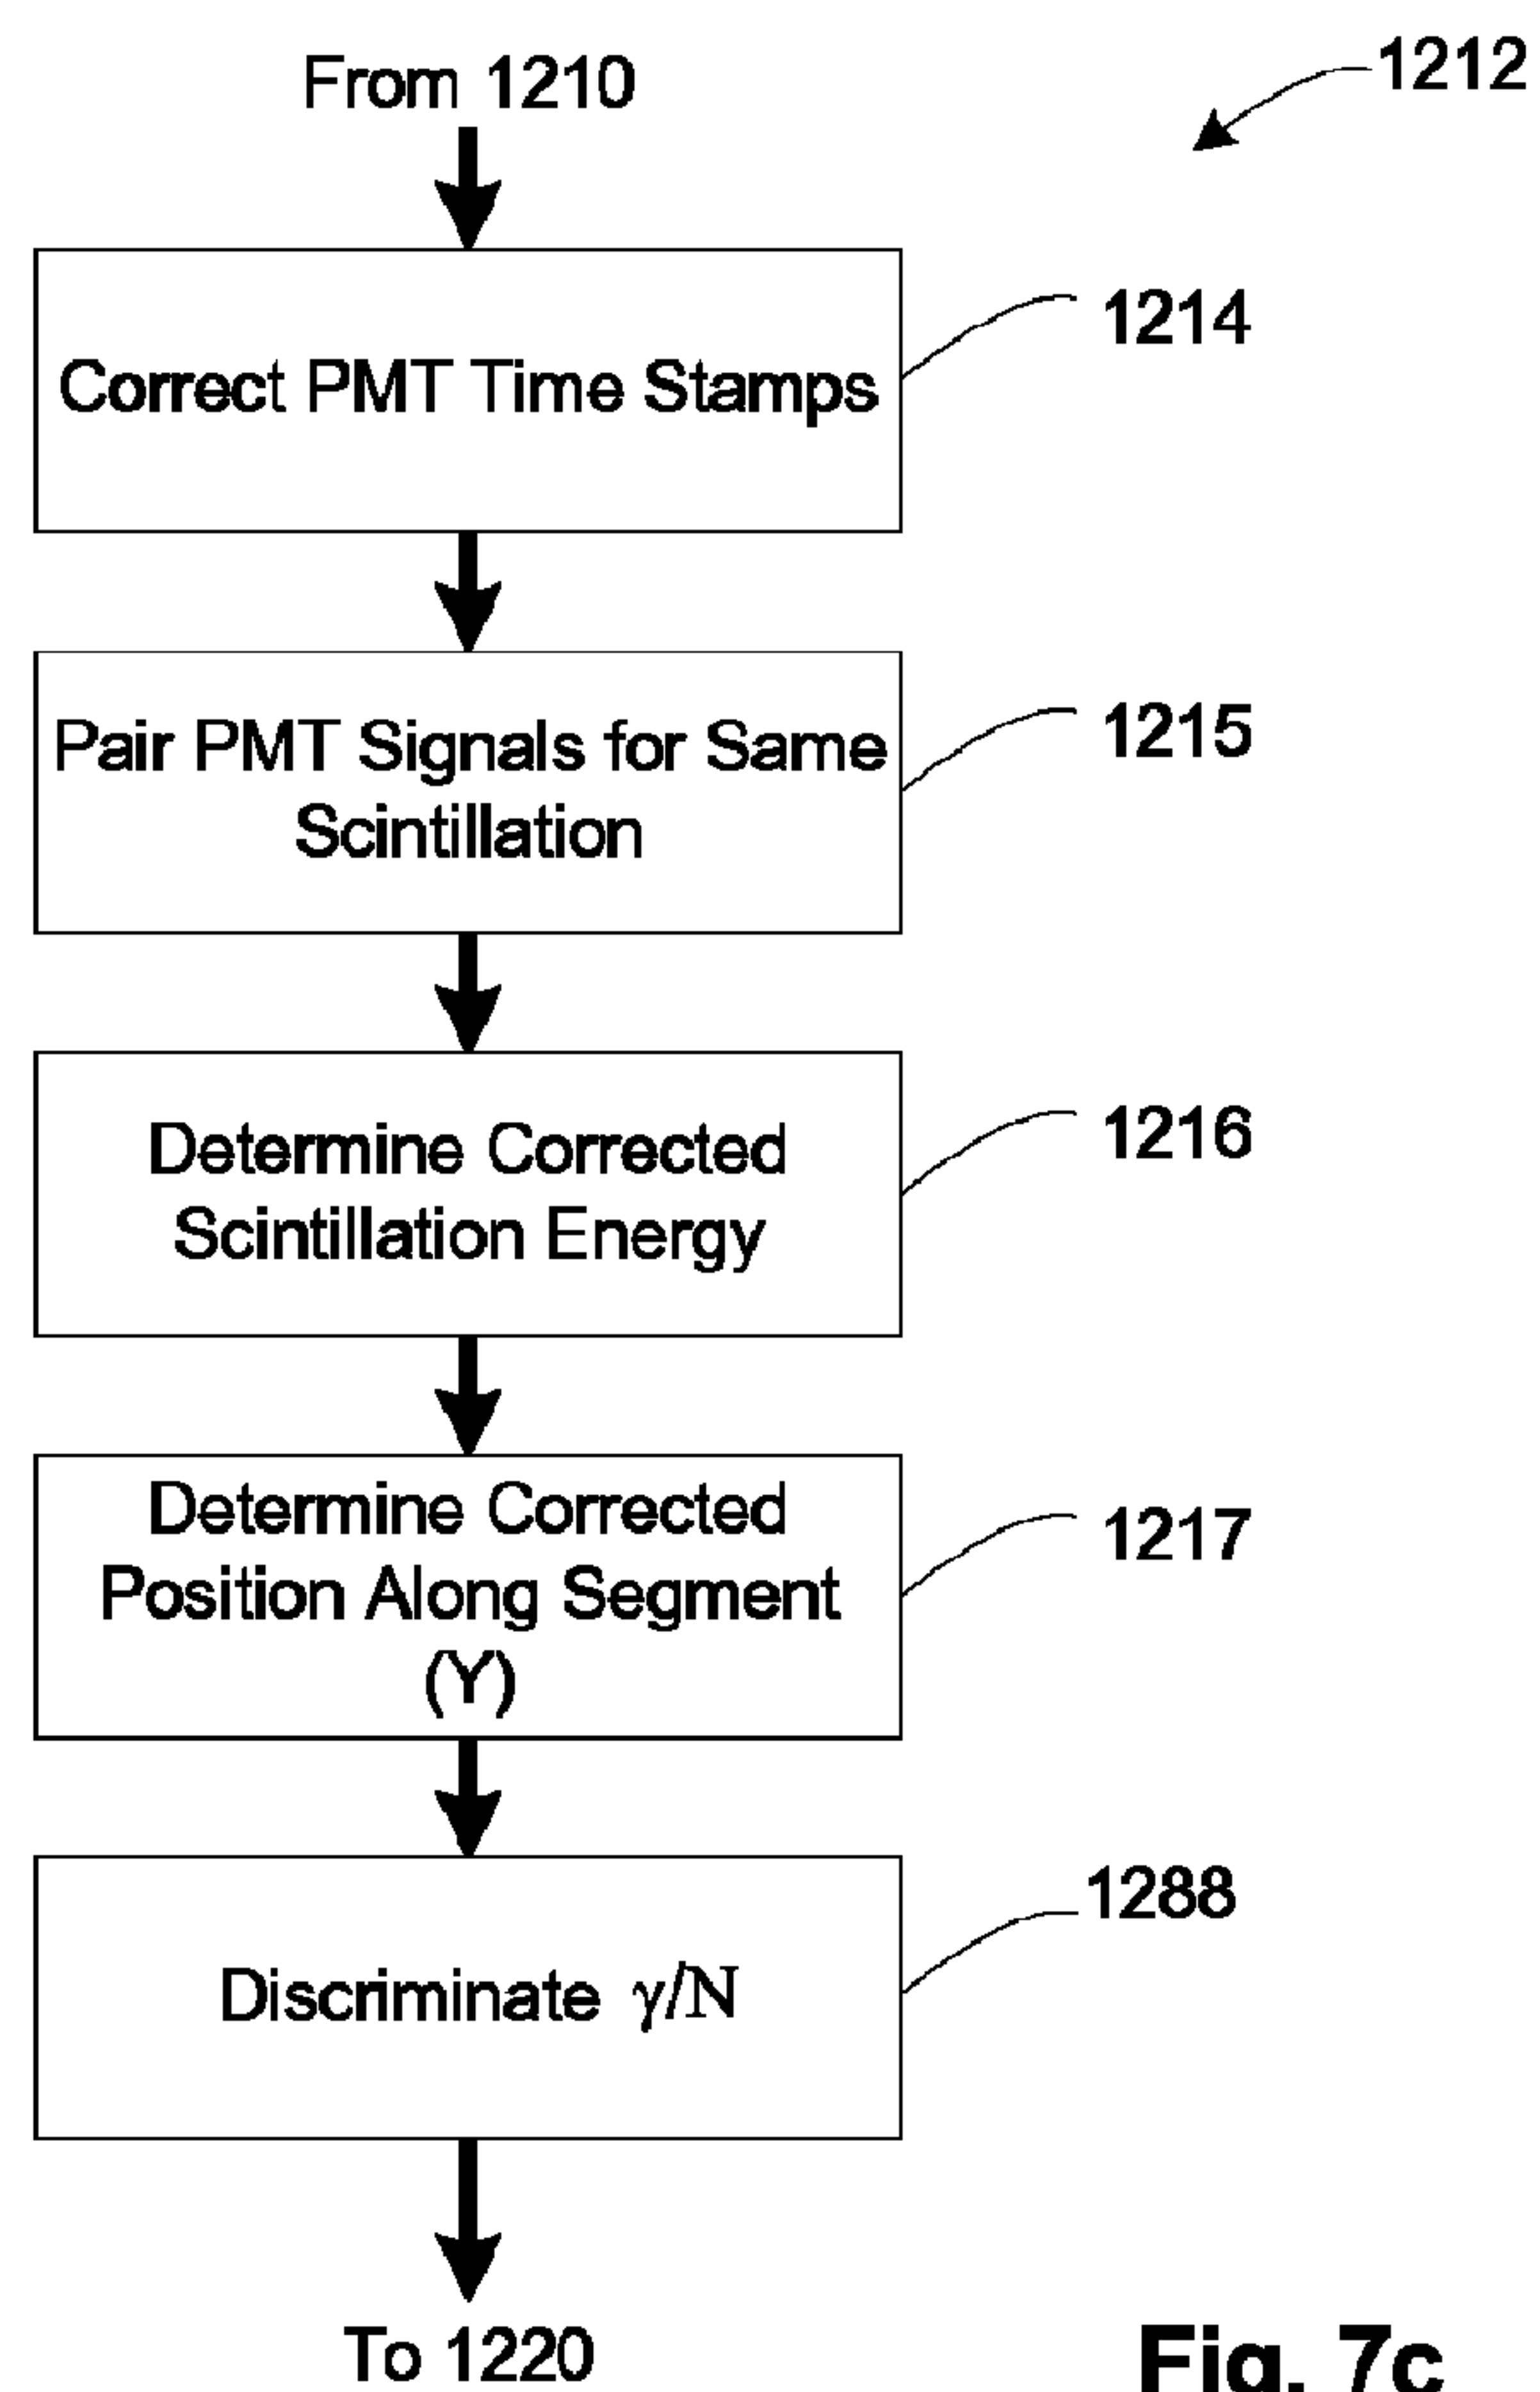 From 1210
1212
Correct PMT Time Stamps
1214
Pair PMT Signals for Same
Scintillation
1215
Determine Corrected
Scintillation Energy
1216
Determine Corrected
Position Along Segment
(Y)
1217
Discriminate γ/N
1288
To 1220
Fig. 7c